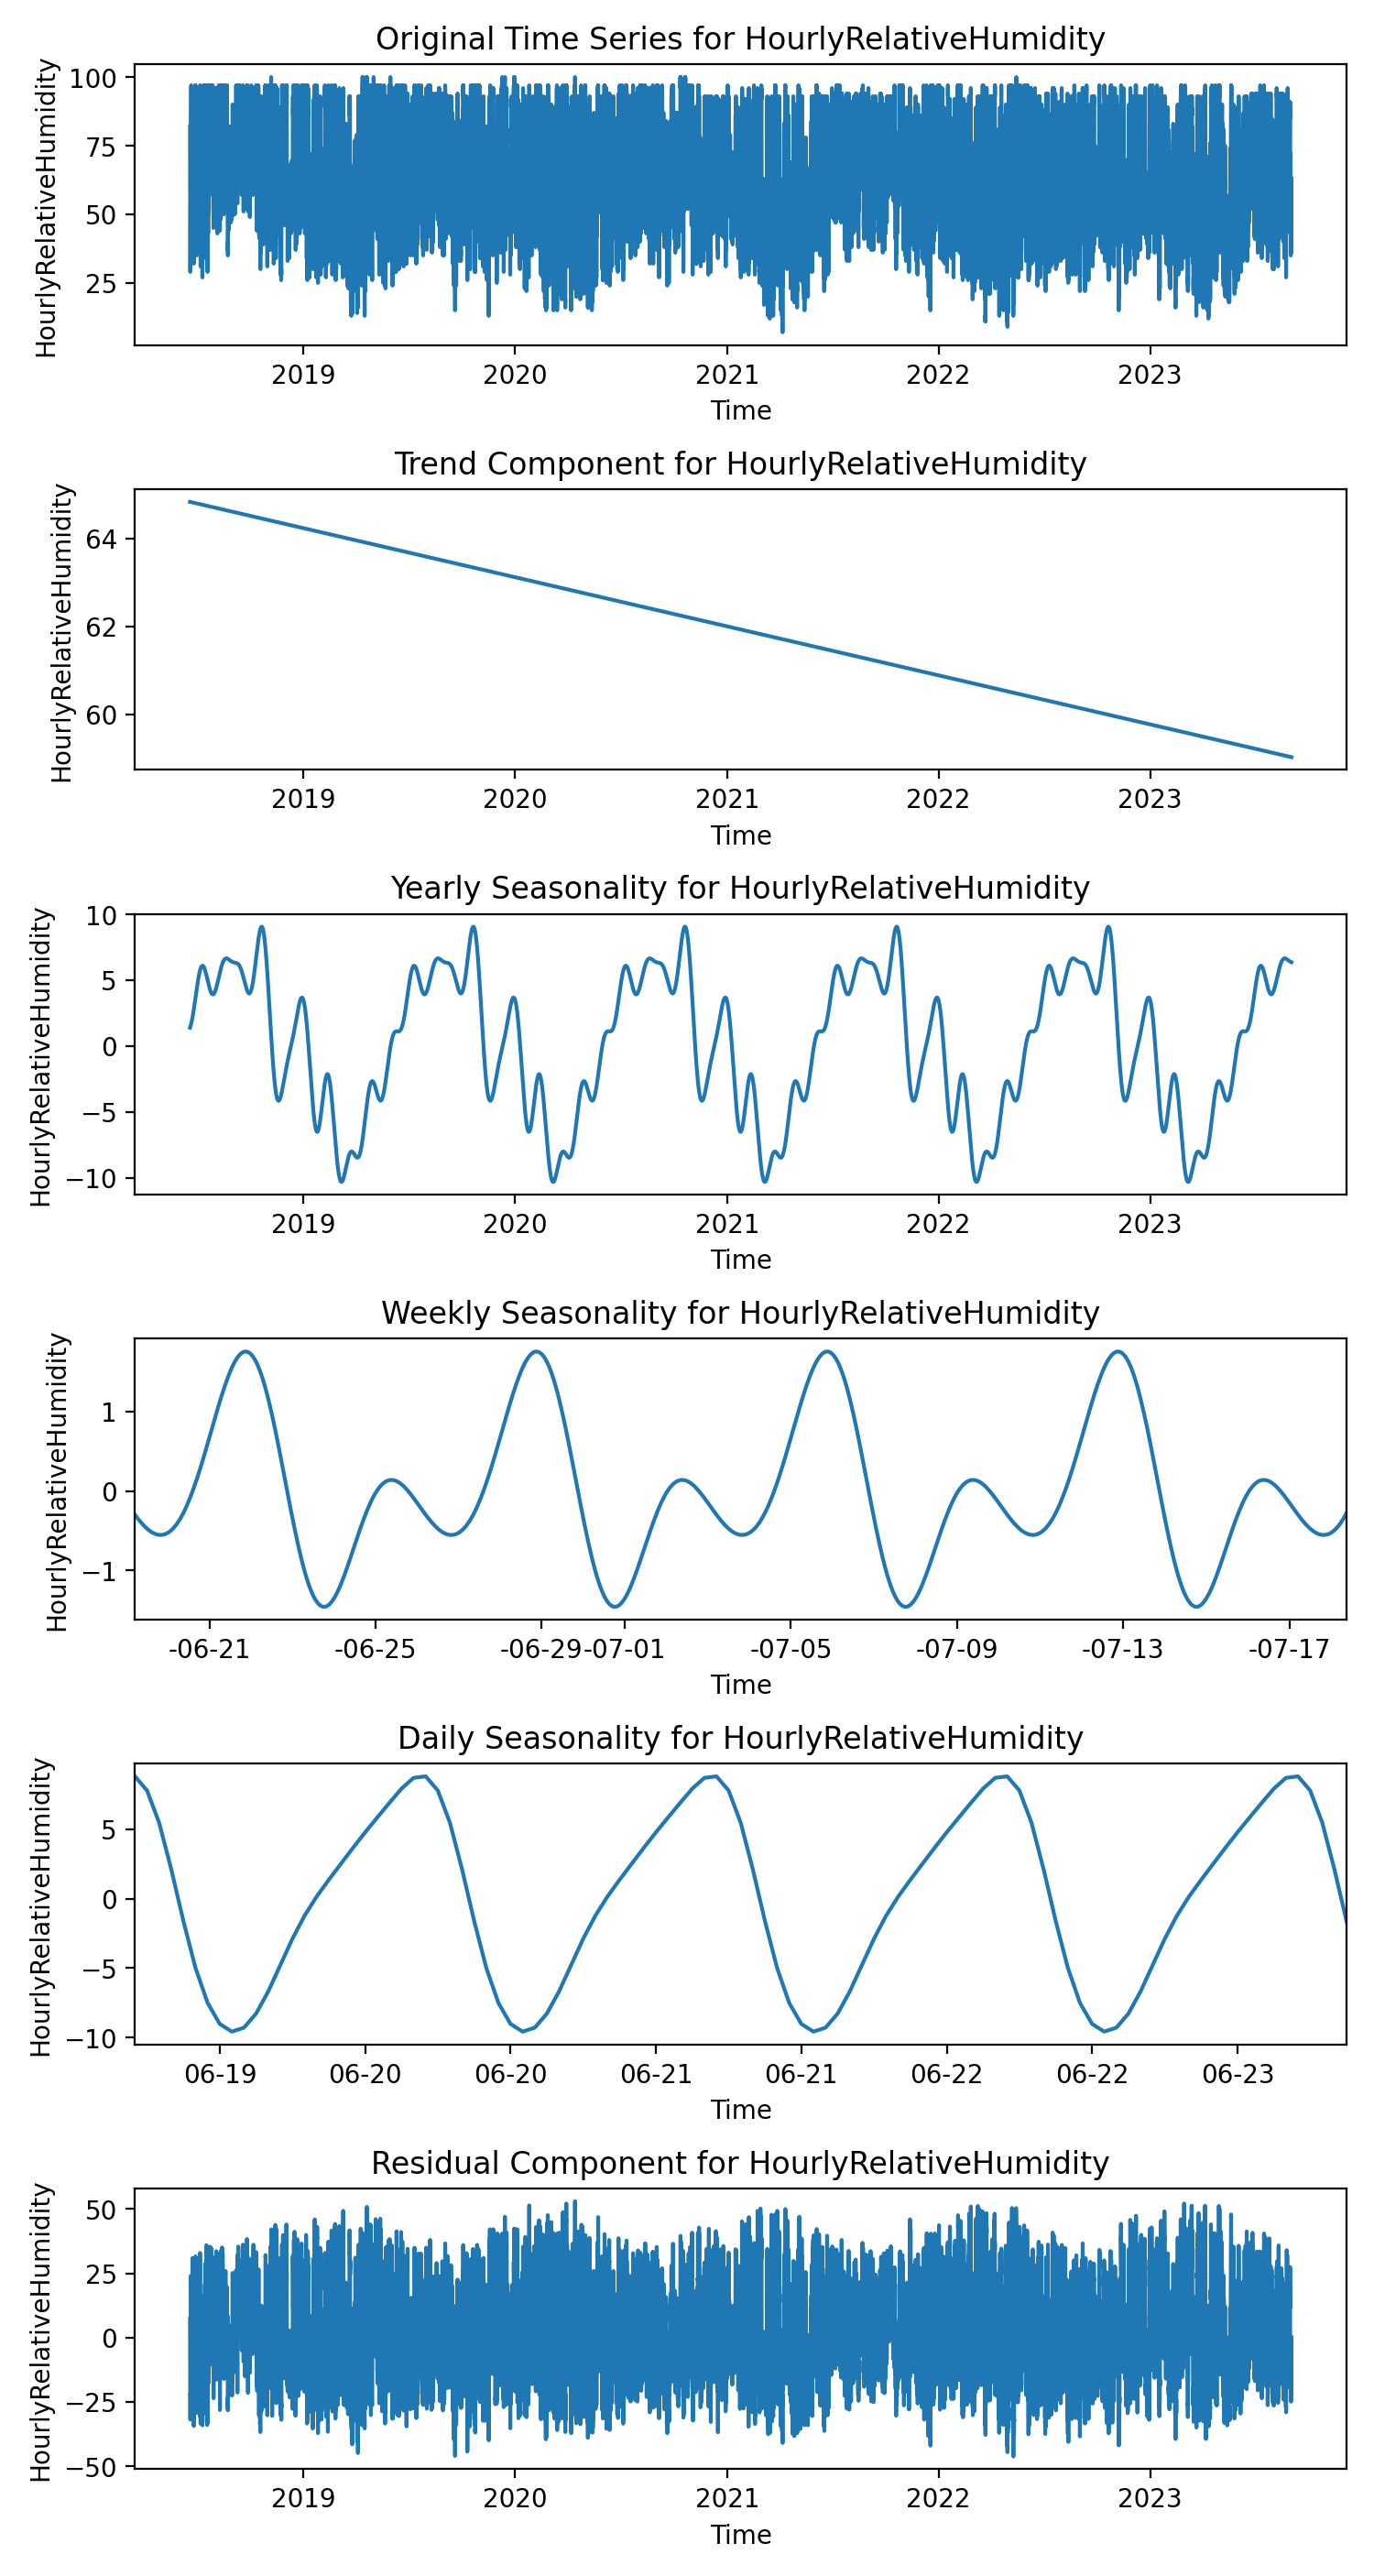 Original Time Series for HourlyRelativeHumidity
HourlyRelativeHumidity
100
75
50
25
2019 2020 2021 2022 2023
Time
Trend Component for HourlyRelativeHumidity
HourlyRelativeHumidity
64
62
60
2019 2020 2021 2022 2023
Time
Yearly Seasonality for HourlyRelativeHumidity
HourlyRelativeHumidity
10
5
0
−5
−10
2019 2020 2021 2022 2023
Time
Weekly Seasonality for HourlyRelativeHumidity
HourlyRelativeHumidity
1
0
−1
-06-21 -06-25 -06-29 -07-01 -07-05 -07-09 -07-13 -07-17
Time
Daily Seasonality for HourlyRelativeHumidity
HourlyRelativeHumidity
5
0
−5
−10
06-19 06-20 06-20 06-21 06-21 06-22 06-22 06-23
Time
Residual Component for HourlyRelativeHumidity
HourlyRelativeHumidity
50
25
0
−25
−50
2019 2020 2021 2022 2023
Time